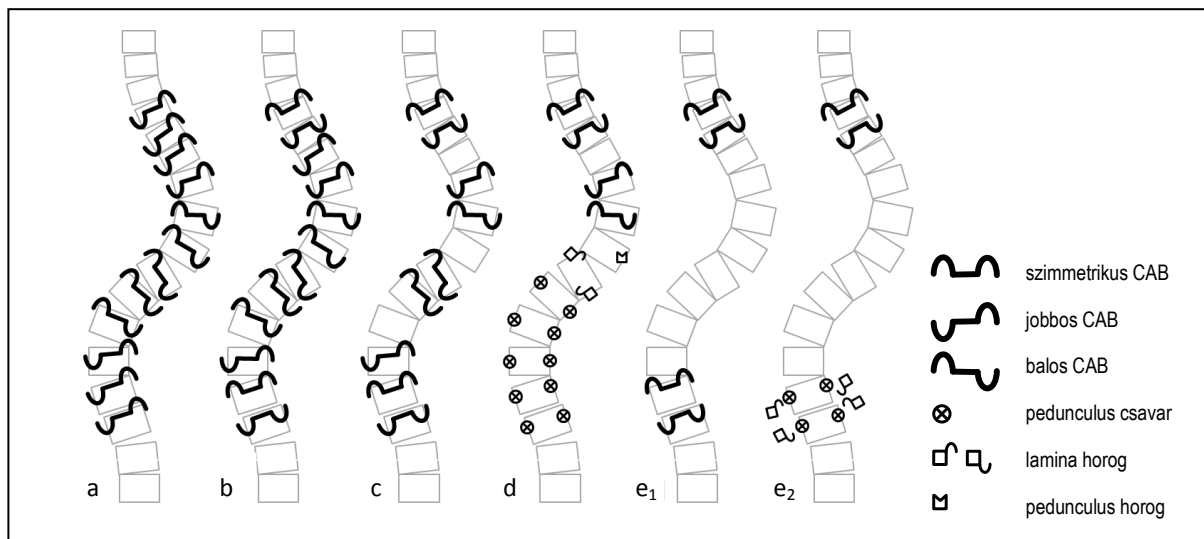 a b c d e₁ e₂
szimmetrikus CAB
jobbos CAB
balos CAB
pedunculus csavar
lamina horog
pedunculus horog